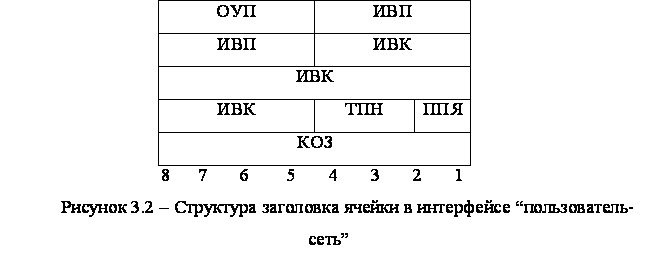 ОУП ИВП
ИВП ИВК
ИВК
ИВК ТПН ППЯ
КОЗ
8 7 6 5 4 3 2 1
Рисунок 3.2 – Структура заголовка ячейки в интерфейсе “пользователь-
сеть”